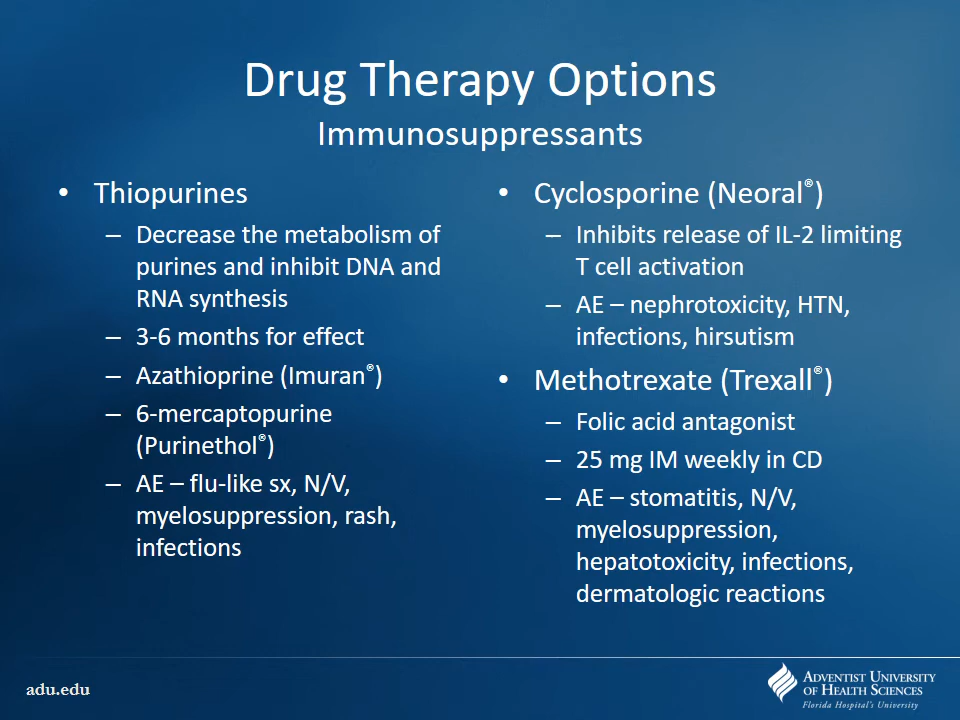 Drug Therapy Options
Immunosuppressants
• Thiopurines
– Decrease the metabolism of
purines and inhibit DNA and
RNA synthesis
– 3-6 months for effect
– Azathioprine (Imuran®)
– 6-mercaptopurine
(Purinethol®)
– AE – flu-like sx, N/V,
myelosuppression, rash,
infections
• Cyclosporine (Neoral®)
– Inhibits release of IL-2 limiting
T cell activation
– AE – nephrotoxicity, HTN,
infections, hirsutism
• Methotrexate (Trexall®)
– Folic acid antagonist
– 25 mg IM weekly in CD
– AE – stomatitis, N/V,
myelosuppression,
hepatotoxicity, infections,
dermatologic reactions
adu.edu
Adventist University
of Health Sciences
Florida Hospital's University